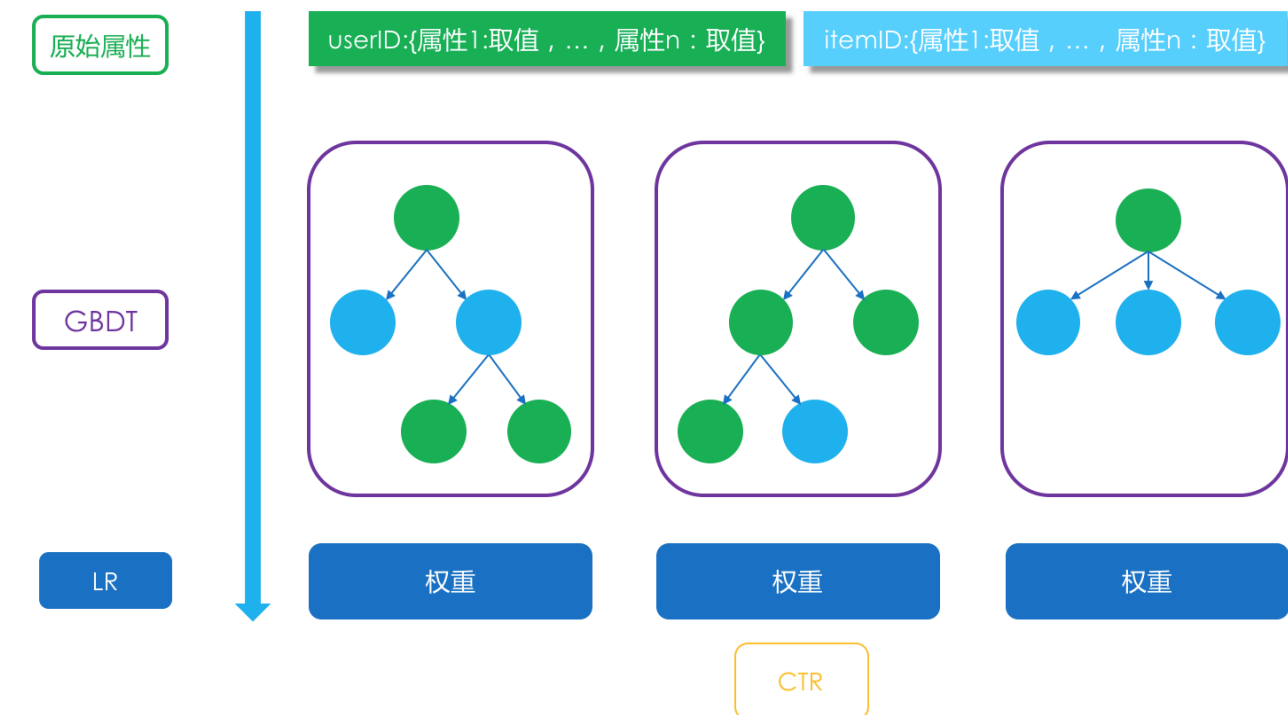 原始属性
userID:{属性1:取值，…，属性n：取值}
itemID:{属性1:取值，…，属性n：取值}
GBDT
LR
权重
权重
权重
CTR